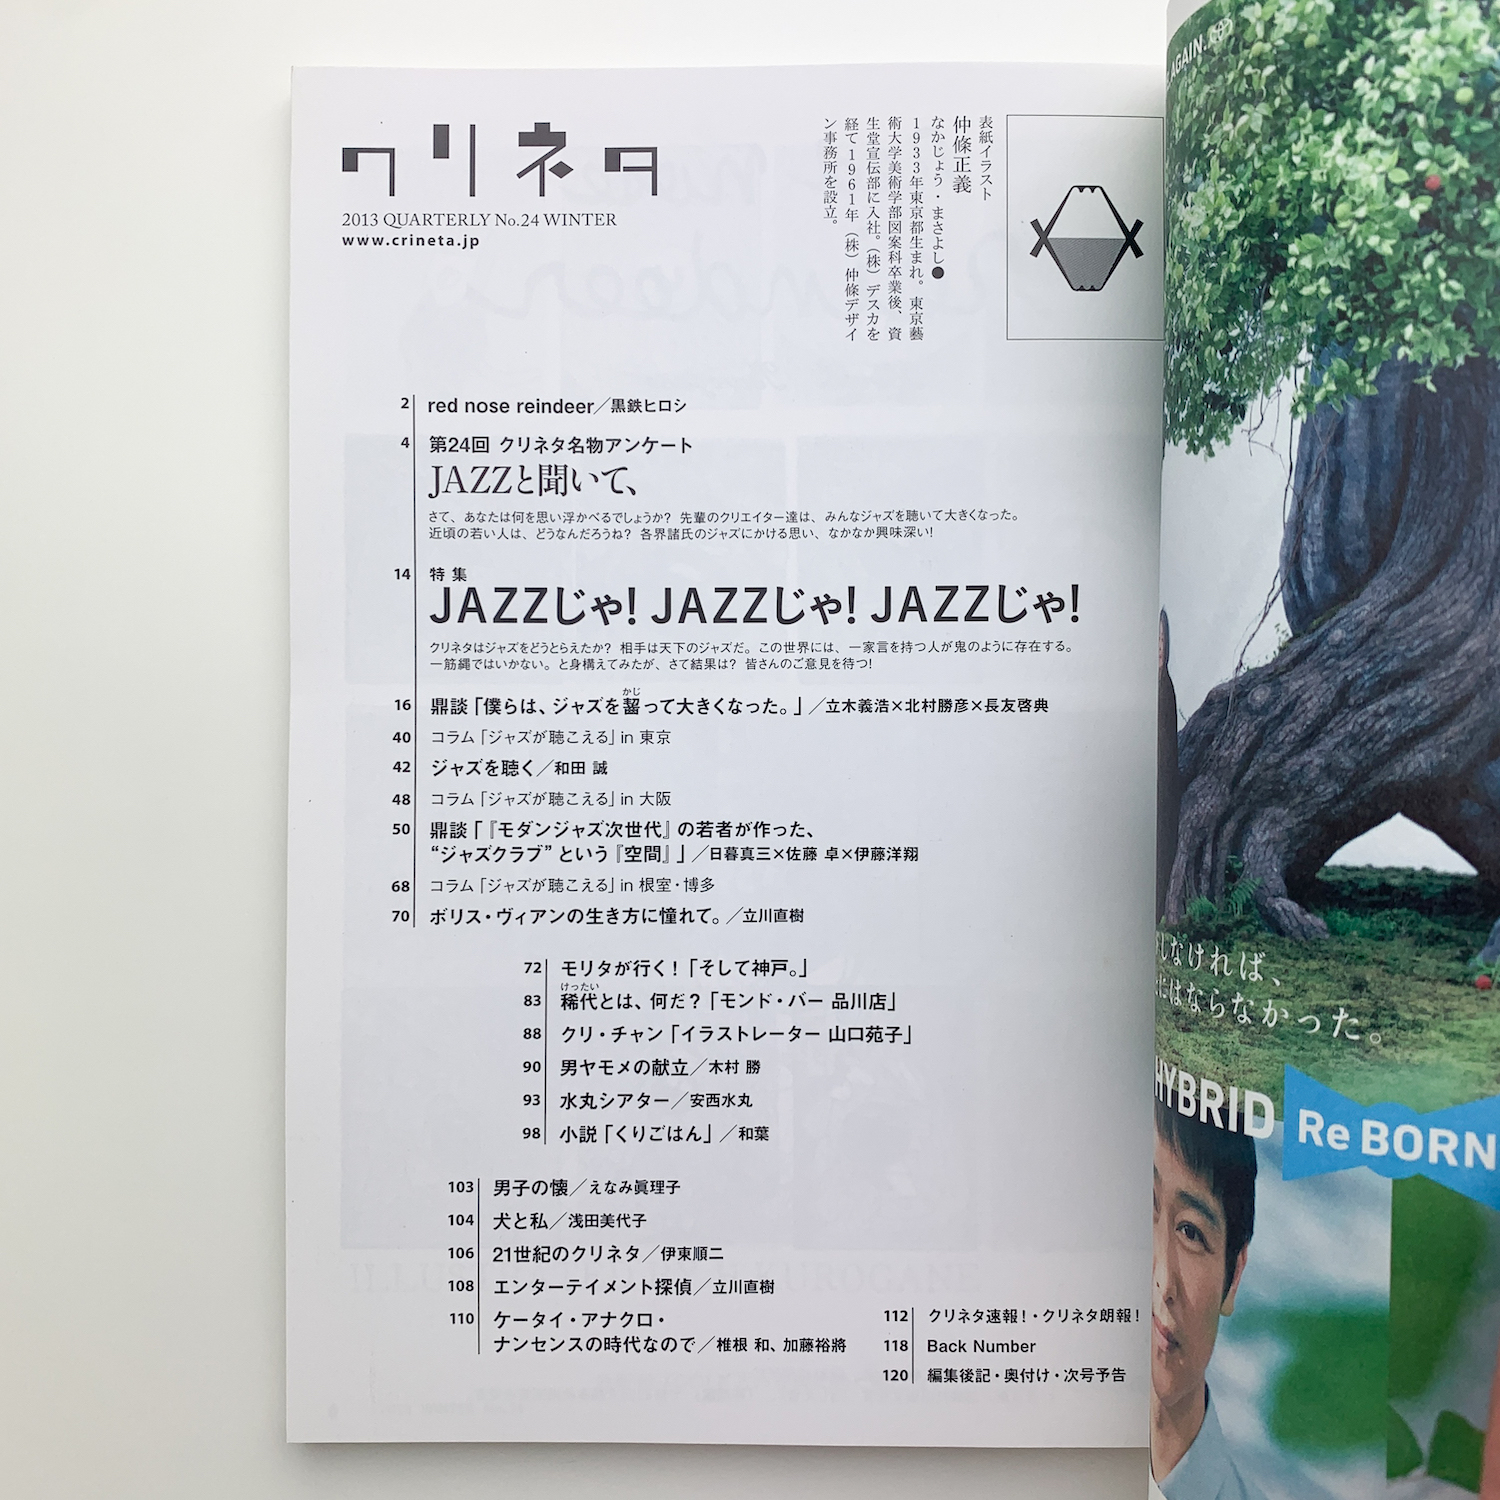 クリネタ
2013 QUARTERLY No.24 WINTER
www.crineta.jp
表紙イラスト
仲條正義
なかじょう・まさよし●
1933年東京都生まれ。東京藝
術大学美術学部図案科卒業後、資
生堂宣伝部に入社。(株)デスカを
経て1961年(株)仲條デザイ
ン事務所を設立。
2 red nose reindeer／黒鉄ヒロシ
4 第24回 クリネタ名物アンケート
JAZZと聞いて、
さて、あなたは何を思い浮かべるでしょうか? 先輩のクリエイター達は、みんなジャズを聴いて大きくなった。
近頃の若い人は、どうなんだろうね? 各界諸氏のジャズにかける思い、なかなか興味深い!
14 特集
JAZZじゃ! JAZZじゃ! JAZZじゃ!
クリネタはジャズをどうとらえたか? 相手は天下のジャズだ。この世界には、一家言を持つ人が鬼のように存在する。
一筋縄ではいかない。と身構えてみたが、さて結果は? 皆さんのご意見を待つ!
かじ
16 鼎談「僕らは、ジャズを齧って大きくなった。」／立木義浩×北村勝彦×長友啓典
40 コラム「ジャズが聴こえる」in 東京
42 ジャズを聴く／和田 誠
48 コラム「ジャズが聴こえる」in 大阪
50 鼎談「『モダンジャズ次世代』の若者が作った、
“ジャズクラブ”という『空間』」／日暮真三×佐藤 卓×伊藤洋翔
68 コラム「ジャズが聴こえる」in 根室・博多
70 ボリス・ヴィアンの生き方に憧れて。／立川直樹
72 モリタが行く!「そして神戸。」
けったい
83 稀代とは、何だ?「モンド・バー 品川店」
88 クリ・チャン「イラストレーター 山口苑子」
90 男ヤモメの献立／木村 勝
93 水丸シアター／安西水丸
98 小説「くりごはん」／和葉
103 男子の懐／えなみ眞理子
104 犬と私／浅田美代子
106 21世紀のクリネタ／伊東順二
108 エンターテイメント探偵／立川直樹
110 ケータイ・アナクロ・
ナンセンスの時代なので／椎根 和、加藤裕將
112 クリネタ速報!・クリネタ朗報!
118 Back Number
120 編集後記・奥付け・次号予告
AGAIN.
しなければ、
にはならなかった。
HYBRID
Re BORN